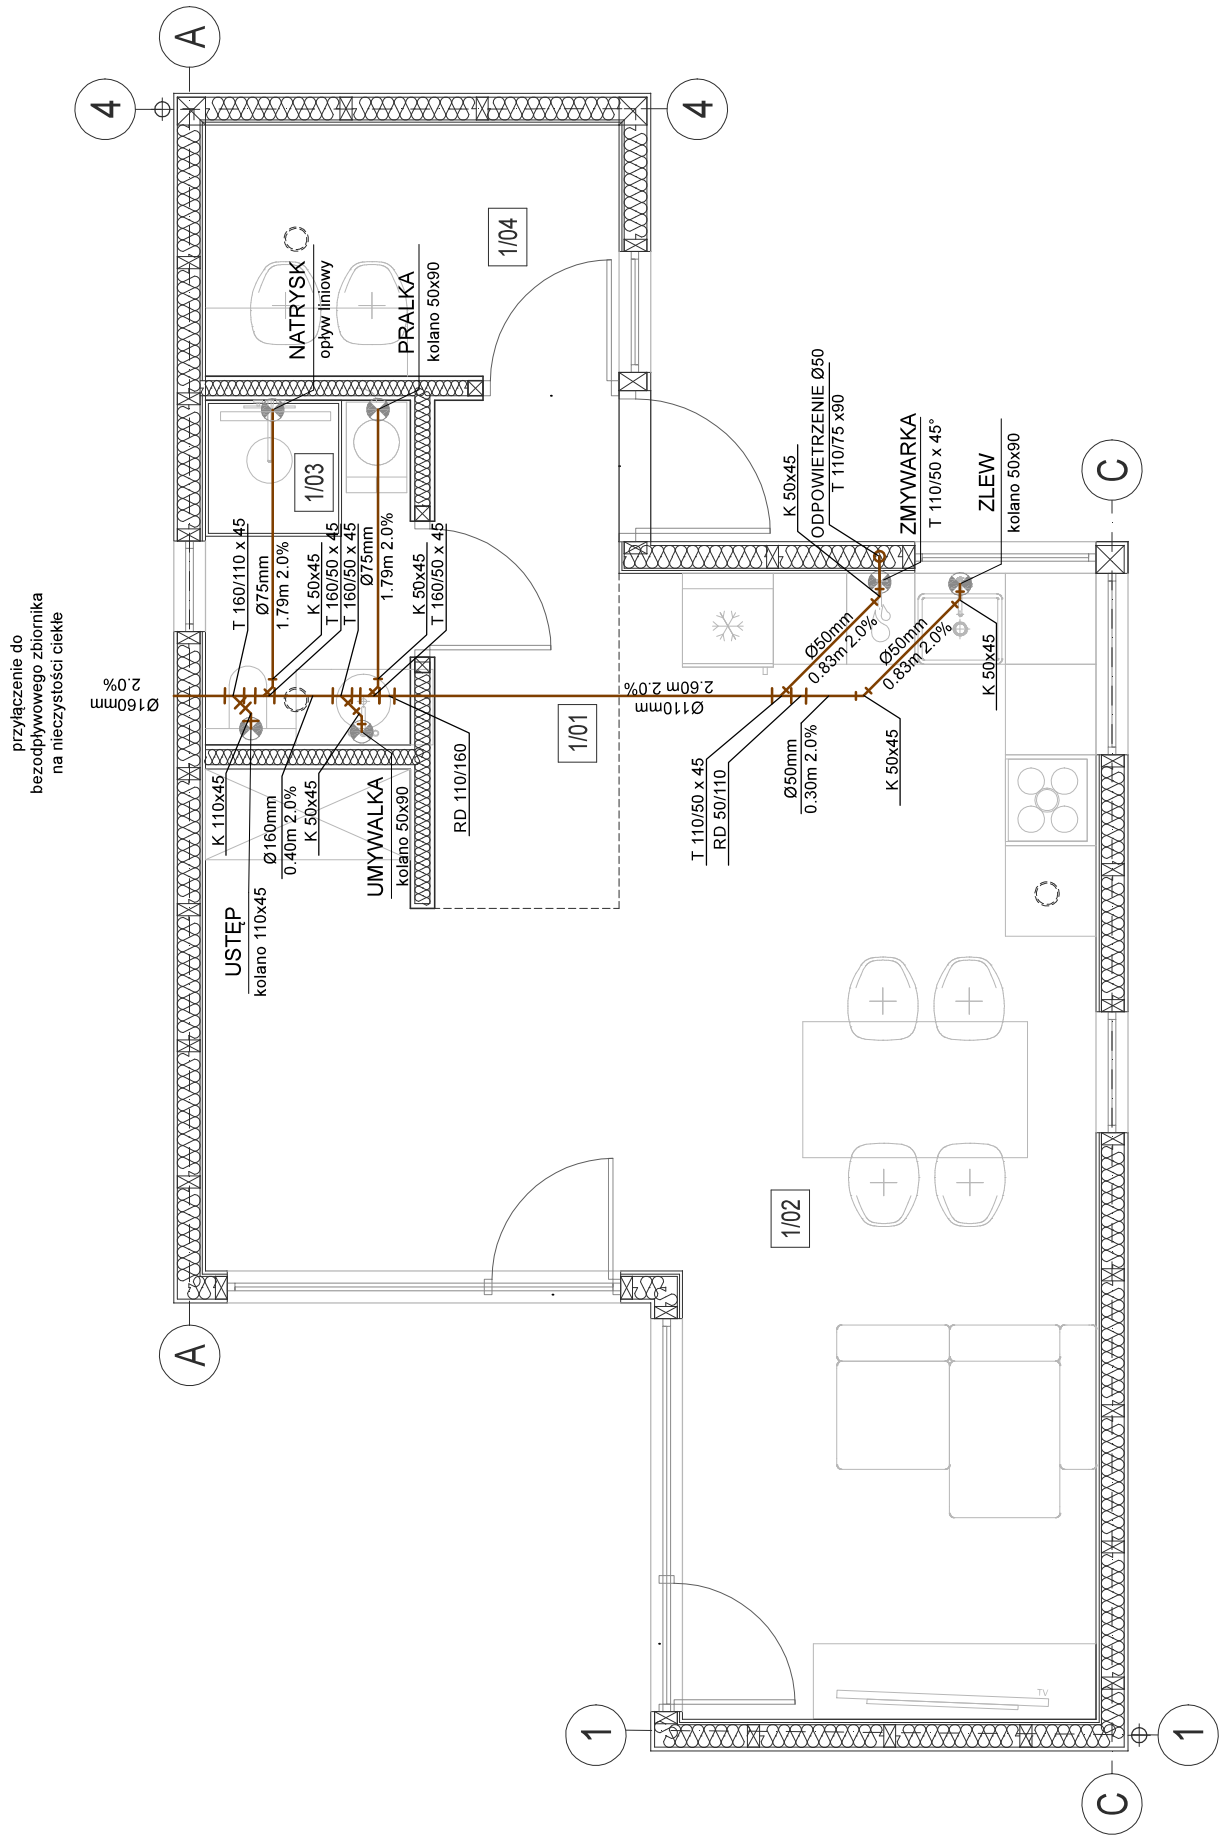 A
4
4
przyłączenie do
bezodpływowego zbiornika
na nieczystości ciekłe
Ø160mm
2.0%
NATRYSK
opływ liniowy
PRALKA
kolano 50x90
1/04
1/03
T 160/110 x 45
Ø75mm
1.79m 2.0%
K 50x45
T 160/50 x 45
T 160/50 x 45
Ø75mm
1.79m 2.0%
K 50x45
T 160/50 x 45
K 50x45
ODPOWIETRZENIE Ø50
T 110/75 x90
ZMYWARKA
T 110/50 x 45°
ZLEW
kolano 50x90
C
Ø50mm
0.83m 2.0%
Ø50mm
0.83m 2.0%
K 50x45
Ø110mm
2.60m 2.0%
1/01
K 110x45
Ø160mm
0.40m 2.0%
K 50x45
UMYWALKA
kolano 50x90
RD 110/160
USTĘP
kolano 110x45
T 110/50 x 45
RD 50/110
Ø50mm
0.30m 2.0%
K 50x45
1/02
A
TV
1
1
C